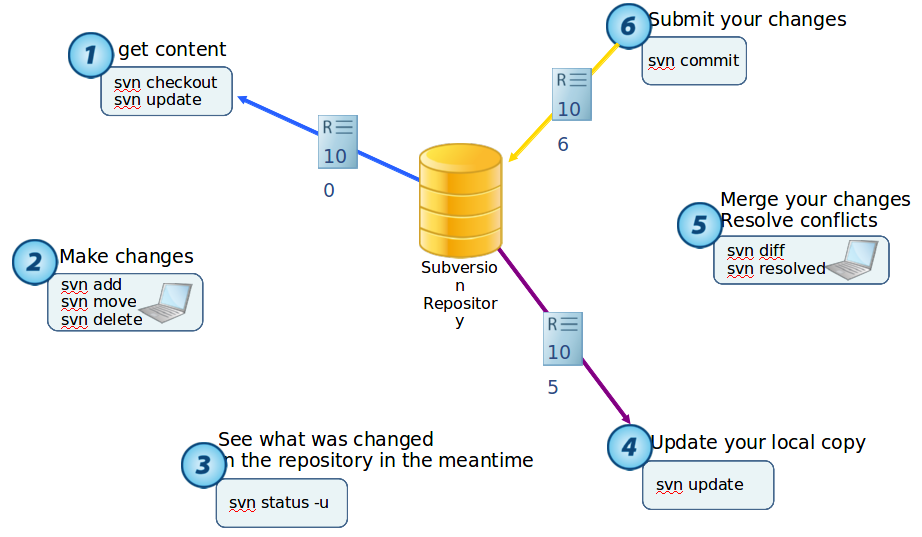 1
get content
svn checkout
svn update
6
Submit your changes
svn commit
R
10
0
R
10
6
Subversio
n
Repositor
y
2
Make changes
svn add
svn move
svn delete
5
Merge your changes
Resolve conflicts
svn diff
svn resolved
R
10
5
3
See what was changed
n the repository in the meantime
svn status -u
4
Update your local copy
svn update